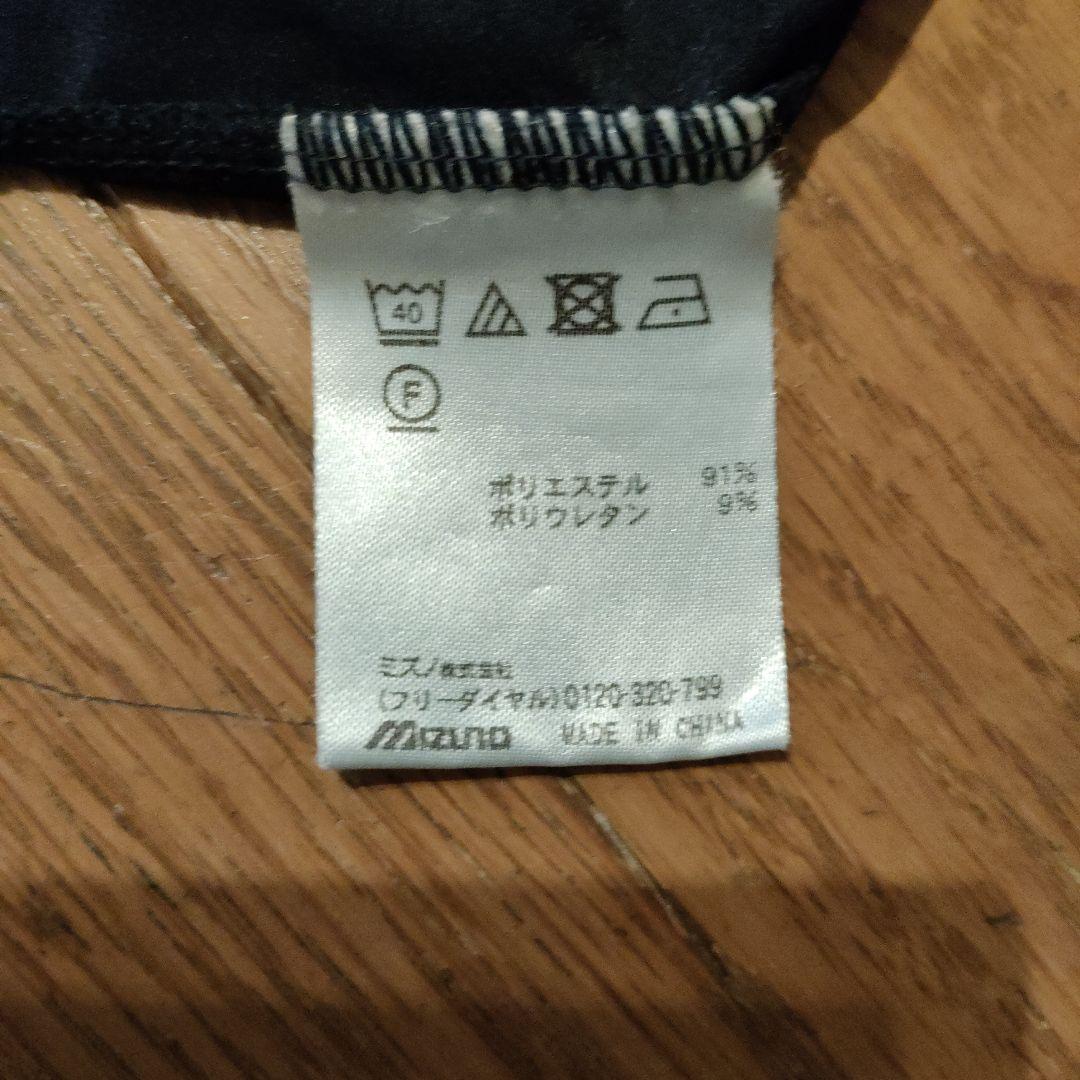 40
F
ポリエステル 91%
ポリウレタン 9%
ミズノ株式会社
(フリーダイヤル)0120-320-799
MIZUNO MADE IN CHINA